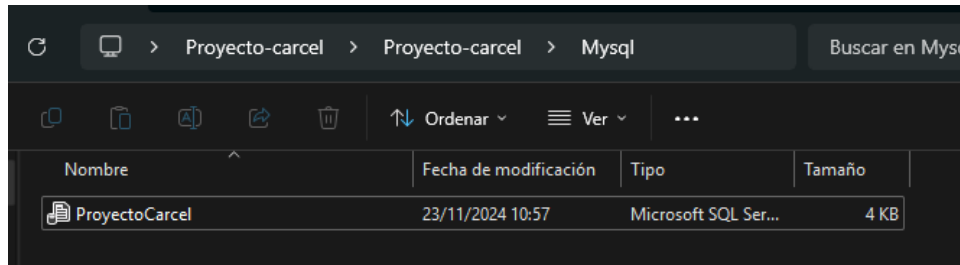 Proyecto-carcel > Proyecto-carcel > Mysql Buscar en Mys
Ordenar Ver ...
Nombre Fecha de modificación Tipo Tamaño
ProyectoCarcel 23/11/2024 10:57 Microsoft SQL Ser... 4 KB